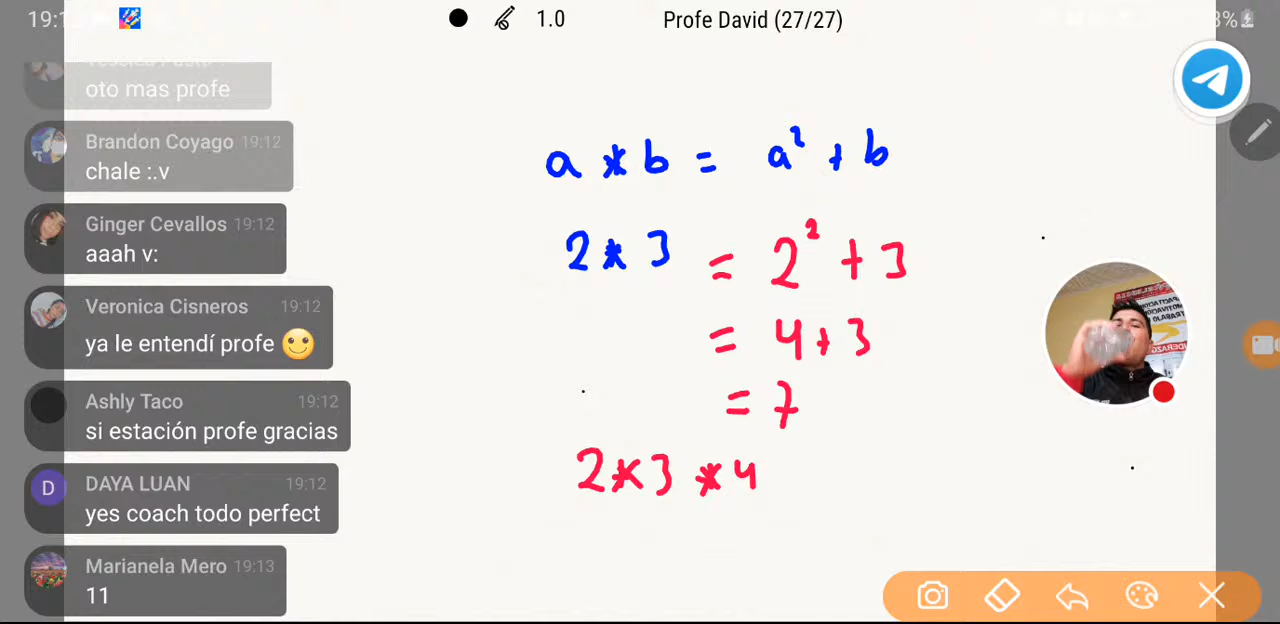 19:1
1.0
Profe David (27/27)
3%
oto mas profe
Brandon Coyago 19:12
chale :.v
Ginger Cevallos 19:12
aaah v:
Veronica Cisneros 19:12
ya le entendí profe
Ashly Taco 19:12
si estación profe gracias
D DAYA LUAN 19:12
yes coach todo perfect
Marianela Mero 19:13
11
a * b = a² + b
2 * 3 = 2² + 3
= 4 + 3
= 7
2 * 3 * 4